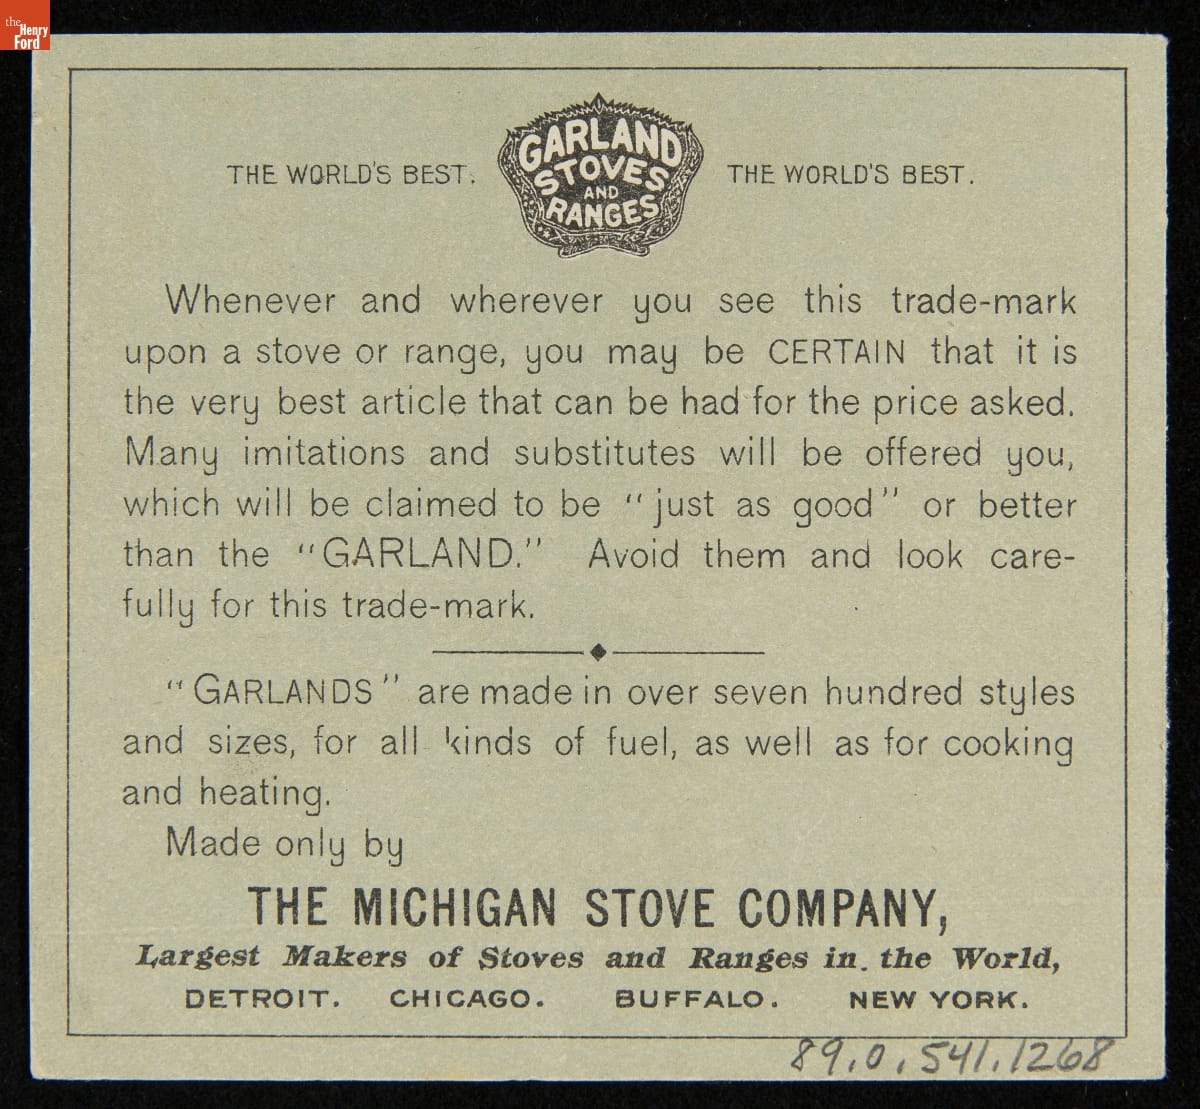 the
Henry
Ford
THE WORLD'S BEST.
GARLAND
STOVES
AND
RANGES
THE WORLD'S BEST.
Whenever and wherever you see this trade-mark
upon a stove or range, you may be CERTAIN that it is
the very best article that can be had for the price asked.
Many imitations and substitutes will be offered you,
which will be claimed to be "just as good" or better
than the "GARLAND." Avoid them and look care-
fully for this trade-mark.
"GARLANDS" are made in over seven hundred styles
and sizes, for all kinds of fuel, as well as for cooking
and heating.
Made only by
THE MICHIGAN STOVE COMPANY,
Largest Makers of Stoves and Ranges in. the World,
DETROIT. CHICAGO. BUFFALO. NEW YORK.
89.0.541.1268